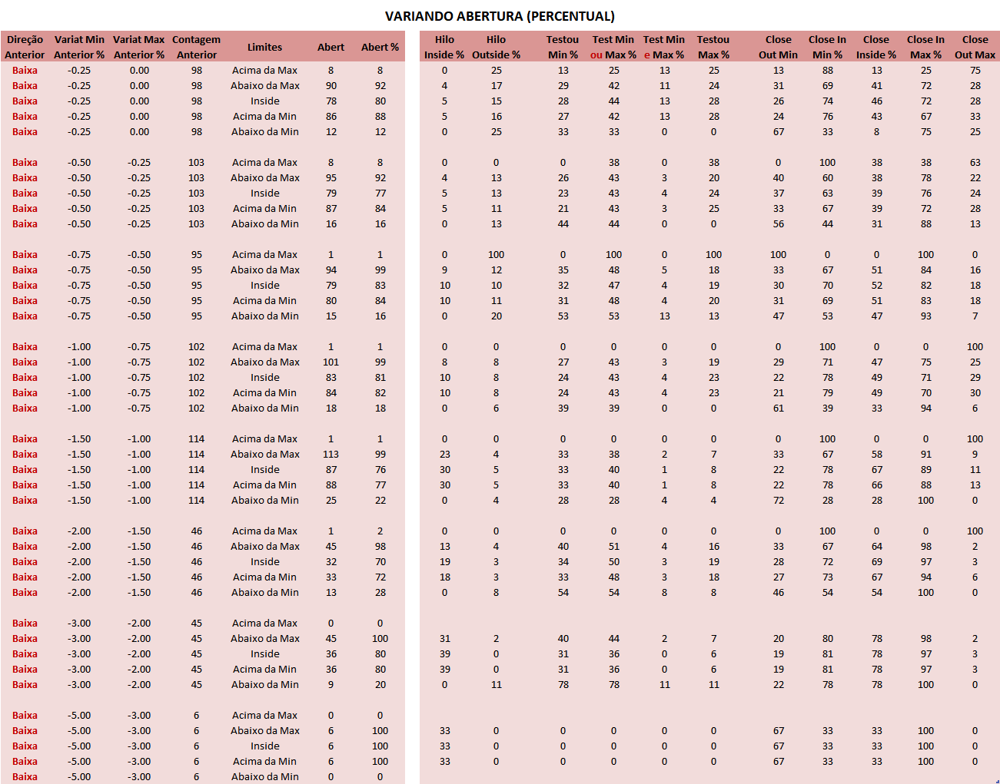 VARIANDO ABERTURA (PERCENTUAL)
Direção Variat Min Variat Max Contagem Limites Abert Abert % Hilo Hilo Testou Test Min Test Min Testou Close Close In Close Close In Close
Anterior Anterior % Anterior % Anterior Inside % Outside % Min % ou Max % e Max % Max % Out Min Min % Inside % Max % Out Max
Baixa -0.25 0.00 98 Acima da Max 8 8 0 25 13 25 13 25 13 88 13 25 75
Baixa -0.25 0.00 98 Abaixo da Max 90 92 4 17 29 42 11 24 31 69 41 72 28
Baixa -0.25 0.00 98 Inside 78 80 5 15 28 44 13 28 26 74 46 72 28
Baixa -0.25 0.00 98 Acima da Min 86 88 5 16 27 42 13 28 24 76 43 67 33
Baixa -0.25 0.00 98 Abaixo da Min 12 12 0 25 33 33 0 0 67 33 8 75 25
Baixa -0.50 -0.25 103 Acima da Max 8 8 0 0 0 38 0 38 0 100 38 38 63
Baixa -0.50 -0.25 103 Abaixo da Max 95 92 4 13 26 43 3 20 40 60 38 78 22
Baixa -0.50 -0.25 103 Inside 79 77 5 13 23 43 4 24 37 63 39 76 24
Baixa -0.50 -0.25 103 Acima da Min 87 84 5 11 21 43 3 25 33 67 39 72 28
Baixa -0.50 -0.25 103 Abaixo da Min 16 16 0 13 44 44 0 0 56 44 31 88 13
Baixa -0.75 -0.50 95 Acima da Max 1 1 0 100 0 100 0 100 100 0 0 100 0
Baixa -0.75 -0.50 95 Abaixo da Max 94 99 9 12 35 48 5 18 33 67 51 84 16
Baixa -0.75 -0.50 95 Inside 79 83 10 10 32 47 4 19 30 70 52 82 18
Baixa -0.75 -0.50 95 Acima da Min 80 84 10 11 31 48 4 20 31 69 51 83 18
Baixa -0.75 -0.50 95 Abaixo da Min 15 16 0 20 53 53 13 13 47 53 47 93 7
Baixa -1.00 -0.75 102 Acima da Max 1 1 0 0 0 0 0 0 0 100 0 0 100
Baixa -1.00 -0.75 102 Abaixo da Max 101 99 8 8 27 43 3 19 29 71 47 75 25
Baixa -1.00 -0.75 102 Inside 83 81 10 8 24 43 4 23 22 78 49 71 29
Baixa -1.00 -0.75 102 Acima da Min 84 82 10 8 24 43 4 23 21 79 49 70 30
Baixa -1.00 -0.75 102 Abaixo da Min 18 18 0 6 39 39 0 0 61 39 33 94 6
Baixa -1.50 -1.00 114 Acima da Max 1 1 0 0 0 0 0 0 0 100 0 0 100
Baixa -1.50 -1.00 114 Abaixo da Max 113 99 23 4 33 38 2 7 33 67 58 91 9
Baixa -1.50 -1.00 114 Inside 87 76 30 5 33 40 1 8 22 78 67 89 11
Baixa -1.50 -1.00 114 Acima da Min 88 77 30 5 33 40 1 8 22 78 66 88 13
Baixa -1.50 -1.00 114 Abaixo da Min 25 22 0 4 28 28 4 4 72 28 28 100 0
Baixa -2.00 -1.50 46 Acima da Max 1 2 0 0 0 0 0 0 0 100 0 0 100
Baixa -2.00 -1.50 46 Abaixo da Max 45 98 13 4 40 51 4 16 33 67 64 98 2
Baixa -2.00 -1.50 46 Inside 32 70 19 3 34 50 3 19 28 72 69 97 3
Baixa -2.00 -1.50 46 Acima da Min 33 72 18 3 33 48 3 18 27 73 67 94 6
Baixa -2.00 -1.50 46 Abaixo da Min 13 28 0 8 54 54 8 8 46 54 54 100 0
Baixa -3.00 -2.00 45 Acima da Max 0 0
Baixa -3.00 -2.00 45 Abaixo da Max 45 100 31 2 40 44 2 7 20 80 78 98 2
Baixa -3.00 -2.00 45 Inside 36 80 39 0 31 36 0 6 19 81 78 97 3
Baixa -3.00 -2.00 45 Acima da Min 36 80 39 0 31 36 0 6 19 81 78 97 3
Baixa -3.00 -2.00 45 Abaixo da Min 9 20 0 11 78 78 11 11 22 78 78 100 0
Baixa -5.00 -3.00 6 Acima da Max 0 0
Baixa -5.00 -3.00 6 Abaixo da Max 6 100 33 0 0 0 0 0 67 33 33 100 0
Baixa -5.00 -3.00 6 Inside 6 100 33 0 0 0 0 0 67 33 33 100 0
Baixa -5.00 -3.00 6 Acima da Min 6 100 33 0 0 0 0 0 67 33 33 100 0
Baixa -5.00 -3.00 6 Abaixo da Min 0 0